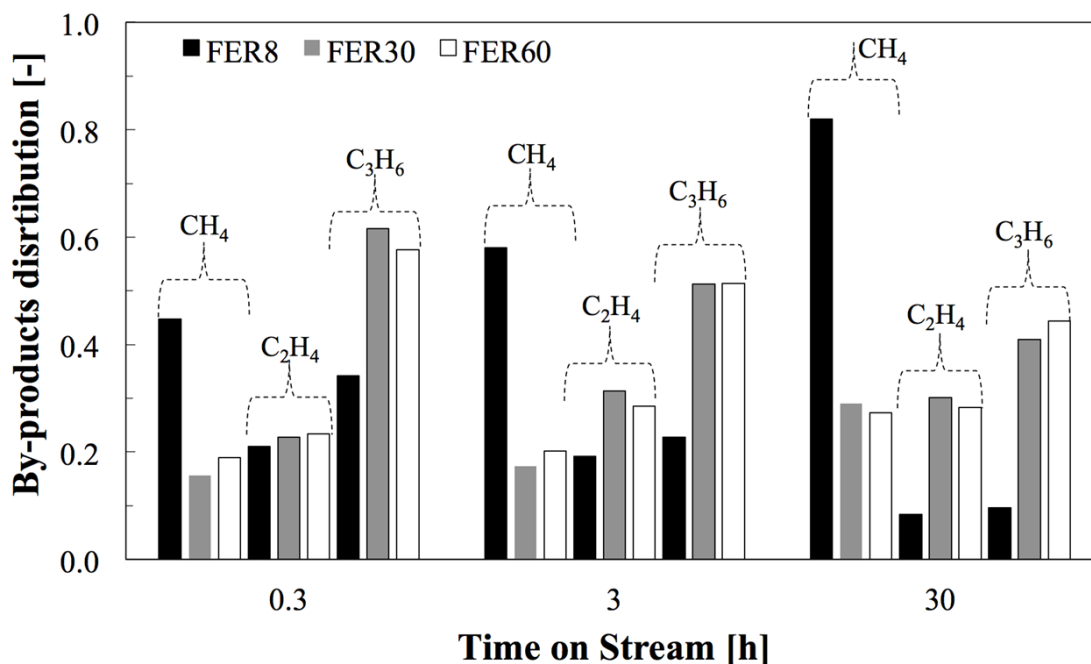 By-products disrtibution [-]
1.0
0.8
0.6
0.4
0.2
0.0
FER8 FER30 FER60
CH4
C2H4
C3H6
CH4
C2H4
C3H6
CH4
C2H4
C3H6
0.3 3 30
Time on Stream [h]